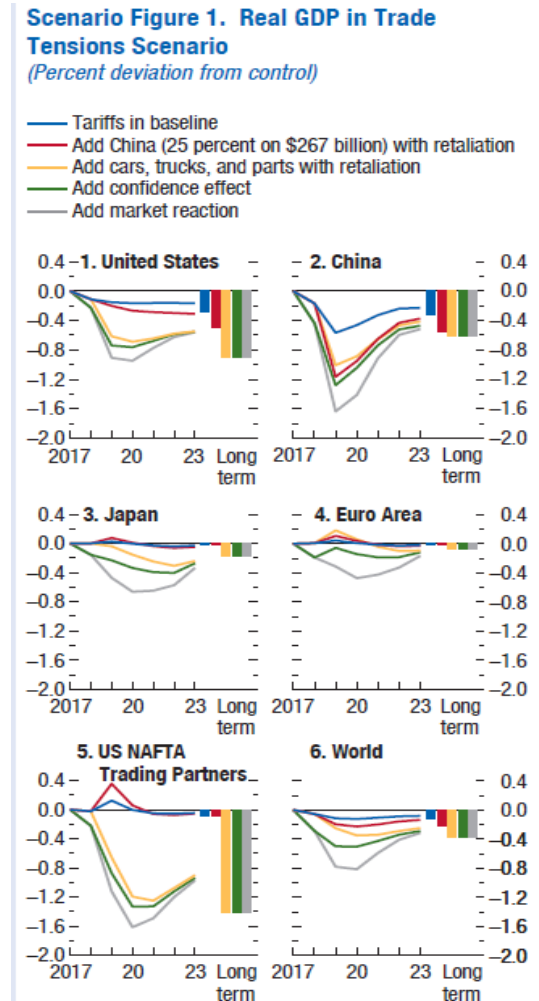 Scenario Figure 1. Real GDP in Trade
Tensions Scenario
(Percent deviation from control)
Tariffs in baseline
Add China (25 percent on $267 billion) with retaliation
Add cars, trucks, and parts with retaliation
Add confidence effect
Add market reaction
0.4 1. United States 2. China 0.4
0.0 0.0
–0.4 –0.4
–0.8 –0.8
–1.2 –1.2
–1.6 –1.6
–2.0 –2.0
2017 20 23 Long term 2017 20 23 Long term
0.4 3. Japan 4. Euro Area 0.4
0.0 0.0
–0.4 –0.4
–0.8 –0.8
–1.2 –1.2
–1.6 –1.6
–2.0 –2.0
2017 20 23 Long term 2017 20 23 Long term
5. US NAFTA 6. World
0.4 Trading Partners 0.4
0.0 0.0
–0.4 –0.4
–0.8 –0.8
–1.2 –1.2
–1.6 –1.6
–2.0 –2.0
2017 20 23 Long term 2017 20 23 Long term